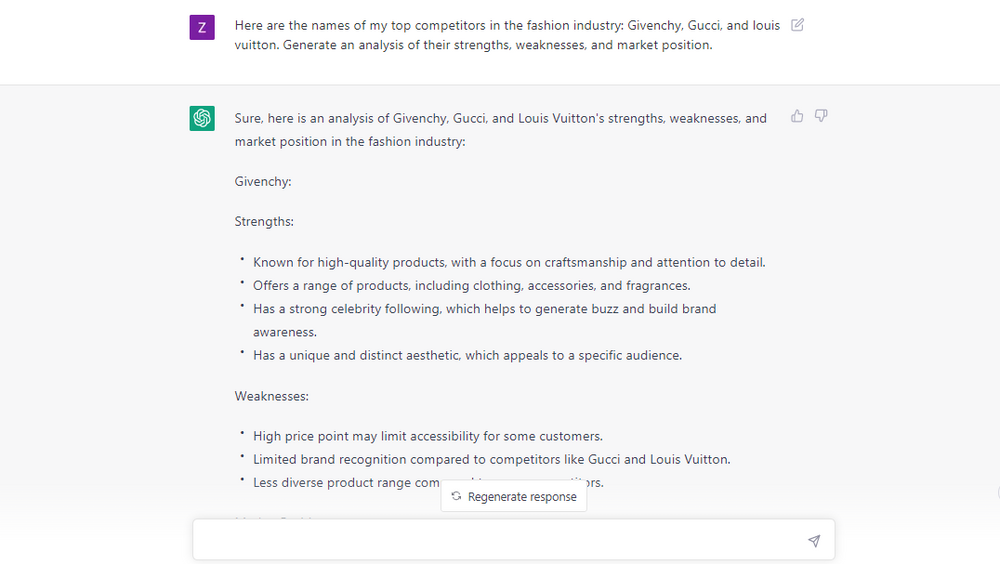 Z
Here are the names of my top competitors in the fashion industry: Givenchy, Gucci, and louis
vuitton. Generate an analysis of their strengths, weaknesses, and market position.
Sure, here is an analysis of Givenchy, Gucci, and Louis Vuitton's strengths, weaknesses, and
market position in the fashion industry:
Givenchy:
Strengths:
• Known for high-quality products, with a focus on craftsmanship and attention to detail.
• Offers a range of products, including clothing, accessories, and fragrances.
• Has a strong celebrity following, which helps to generate buzz and build brand
awareness.
• Has a unique and distinct aesthetic, which appeals to a specific audience.
Weaknesses:
• High price point may limit accessibility for some customers.
• Limited brand recognition compared to competitors like Gucci and Louis Vuitton.
• Less diverse product range
Regenerate response